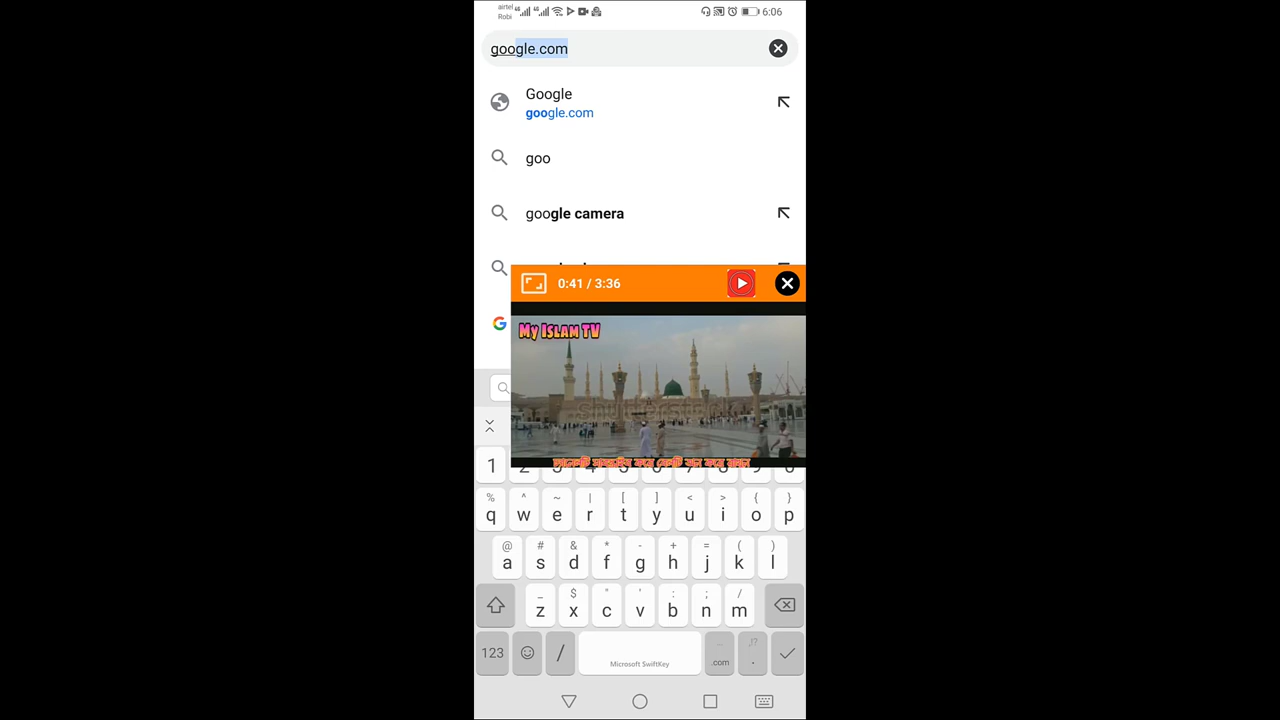 airtel
Robi
6:06
google.com
Google
google.com
goo
google camera
0:41 / 3:36
My Islam TV
shutterstock
1
% ^ ~ | [ ] < > { }
q w e r t y u i o p
@ # & * - + = ( )
a s d f g h j k l
_ $ " ' : ; /
z x c v b n m
123 / .com ,!? .
Microsoft SwiftKey